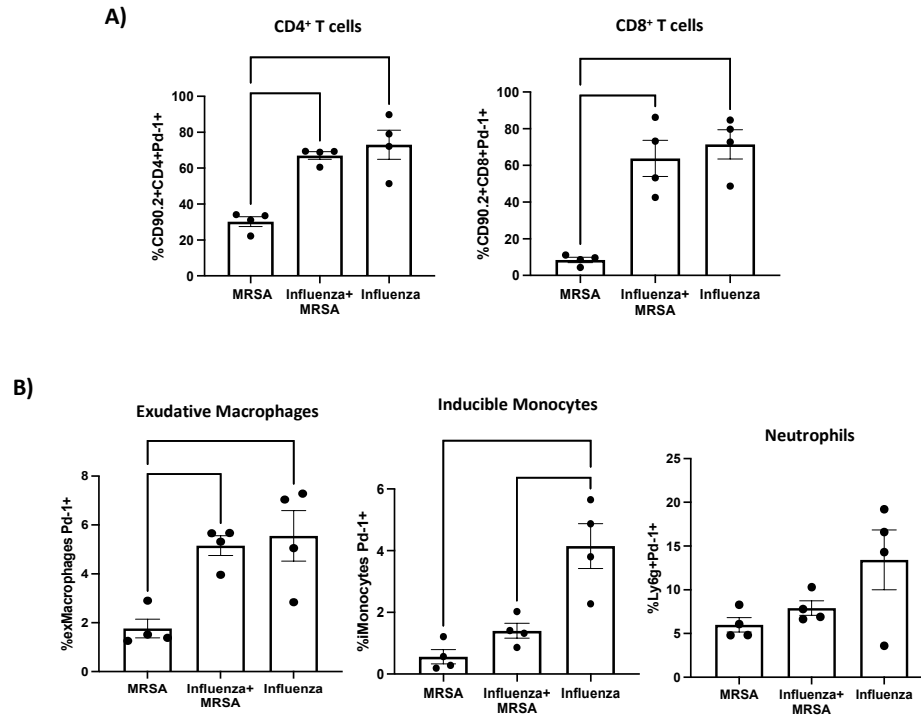 A)
CD4+ T cells
%CD90.2+CD4+Pd-1+
100
80
60
40
20
0
MRSA
Influenza+
MRSA
Influenza
CD8+ T cells
%CD90.2+CD8+Pd-1+
100
80
60
40
20
0
MRSA
Influenza+
MRSA
Influenza
B)
Exudative Macrophages
%exMacrophages Pd-1+
8
6
4
2
0
MRSA
Influenza+
MRSA
Influenza
Inducible Monocytes
%iMonocytes Pd-1+
6
4
2
0
MRSA
Influenza+
MRSA
Influenza
Neutrophils
%Ly6g+Pd-1+
25
20
15
10
5
0
MRSA
Influenza+
MRSA
Influenza